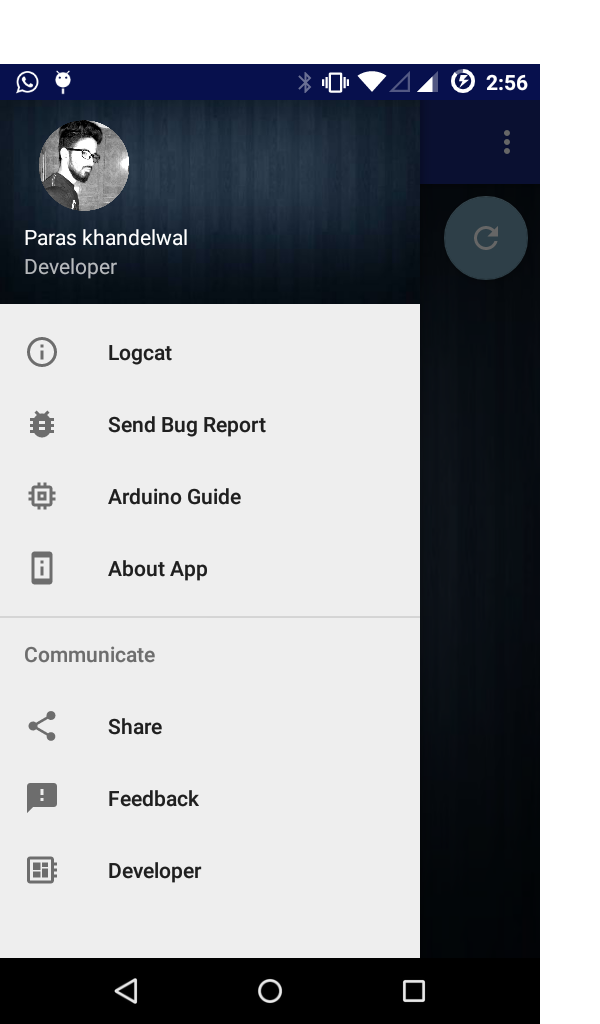 2:56
Paras khandelwal
Developer
Logcat
Send Bug Report
Arduino Guide
About App
Communicate
Share
Feedback
Developer